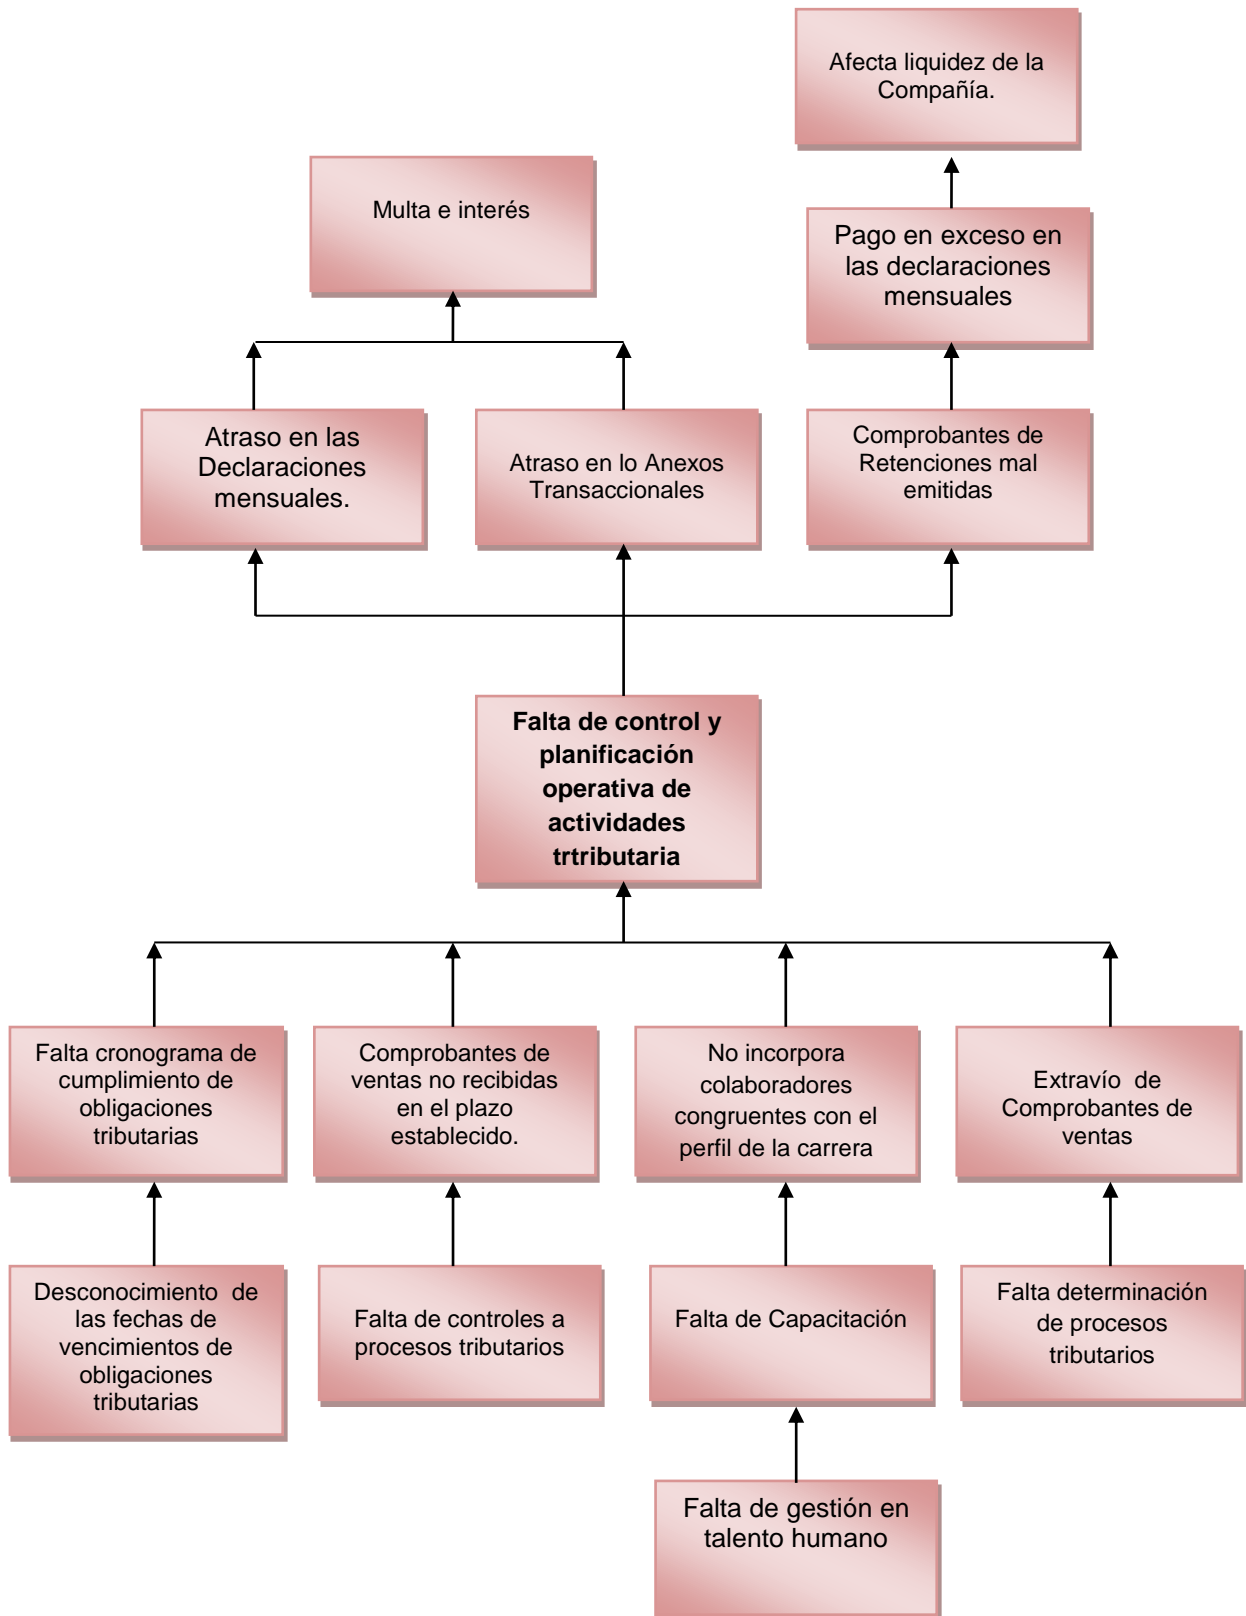 Afecta liquidez de la
Compañía.
Multa e interés
Pago en exceso en
las declaraciones
mensuales
Atraso en las
Declaraciones
mensuales.
Atraso en lo Anexos
Transaccionales
Comprobantes de
Retenciones mal
emitidas
Falta de control y
planificación
operativa de
actividades
trtributaria
Falta cronograma de
cumplimiento de
obligaciones
tributarias
Comprobantes de
ventas no recibidas
en el plazo
establecido.
No incorpora
colaboradores
congruentes con el
perfil de la carrera
Extravío de
Comprobantes de
ventas
Desconocimiento de
las fechas de
vencimientos de
obligaciones
tributarias
Falta de controles a
procesos tributarios
Falta de Capacitación
Falta determinación
de procesos
tributarios
Falta de gestión en
talento humano